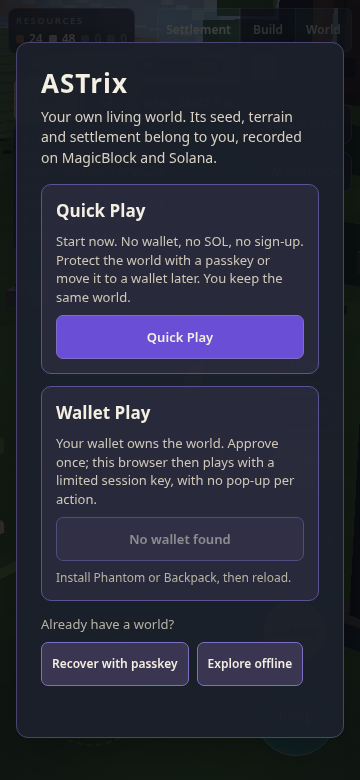 RESOURCES
24 48 0 0
Settlement Build World
ASTrix
Your own living world. Its seed, terrain
and settlement belong to you, recorded
on MagicBlock and Solana.
Quick Play
Start now. No wallet, no SOL, no sign-up.
Protect the world with a passkey or
move it to a wallet later. You keep the
same world.
Quick Play
Wallet Play
Your wallet owns the world. Approve
once; this browser then plays with a
limited session key, with no pop-up per
action.
No wallet found
Install Phantom or Backpack, then reload.
Already have a world?
Recover with passkey Explore offline